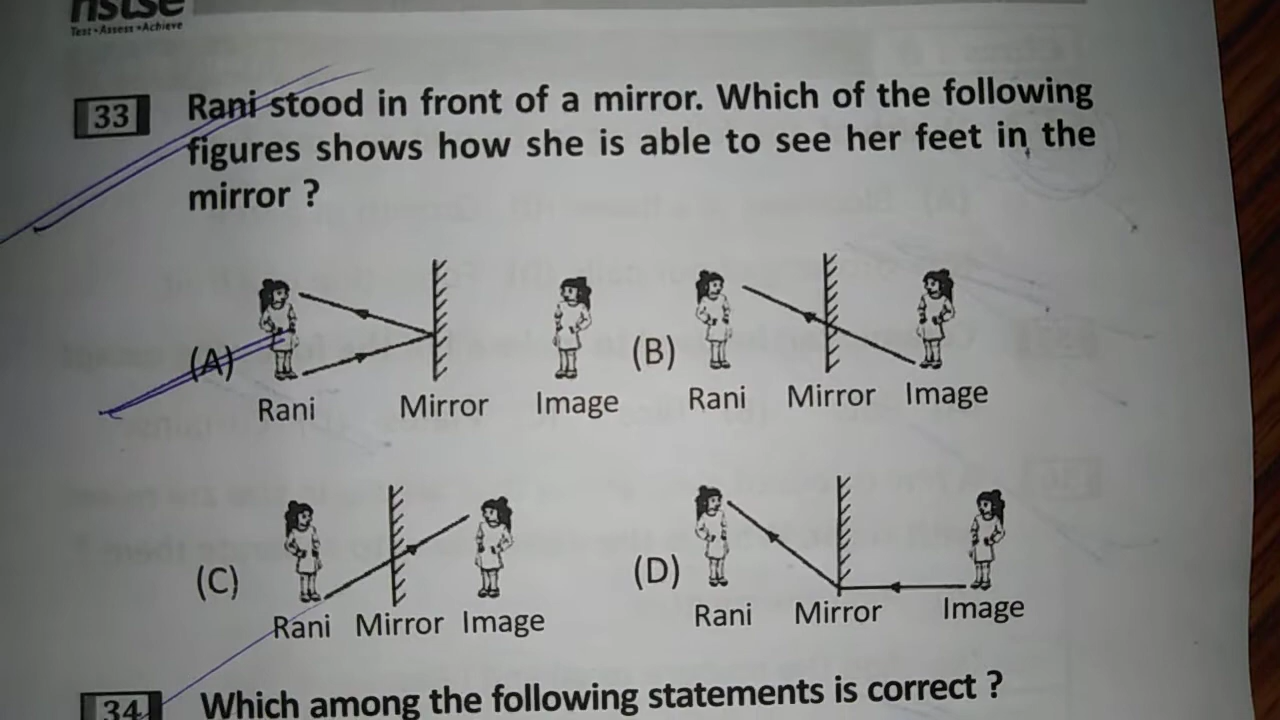 nstse
Test • Assess • Achieve
33 Rani stood in front of a mirror. Which of the following
figures shows how she is able to see her feet in the
mirror ?
(A) Rani Mirror Image
(B) Rani Mirror Image
(C) Rani Mirror Image
(D) Rani Mirror Image
34 Which among the following statements is correct ?